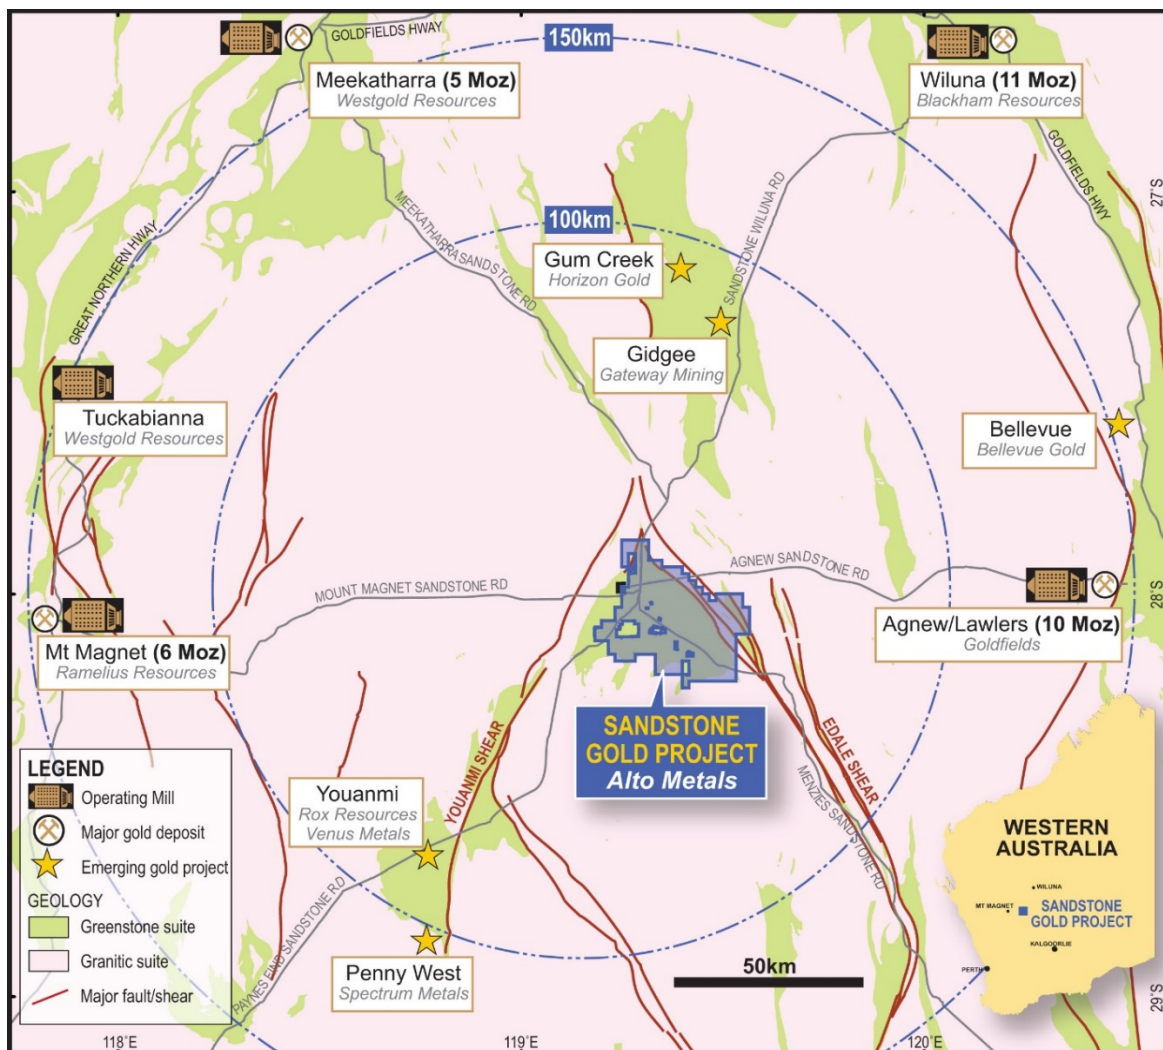 GOLDFIELDS HWY
150km
Meekatharra (5 Moz)
Westgold Resources
Wiluna (11 Moz)
Blackham Resources
GOLDFIELDS HWY
27°S
100km
MEEKATHARRA SANDSTONE RD
SANDSTONE WILUNA RD
GREAT NORTHERN HWAY
Gum Creek
Horizon Gold
Gidgee
Gateway Mining
Tuckabianna
Westgold Resources
Bellevue
Bellevue Gold
MOUNT MAGNET SANDSTONE RD
AGNEW SANDSTONE RD
28°S
Mt Magnet (6 Moz)
Ramelius Resources
Agnew/Lawlers (10 Moz)
Goldfields
SANDSTONE
GOLD PROJECT
Alto Metals
YOUANMI SHEAR
EDALE SHEAR
MENZIES SANDSTONE RD
Youanmi
Rox Resources
Venus Metals
PAYNES FIND SANDSTONE RD
Penny West
Spectrum Metals
50km
LEGEND
Operating Mill
Major gold deposit
Emerging gold project
GEOLOGY
Greenstone suite
Granitic suite
Major fault/shear
WESTERN
AUSTRALIA
WILUNA
MT MAGNET
SANDSTONE
GOLD PROJECT
KALGOORLIE
PERTH
29°S
118°E
119°E
120°E